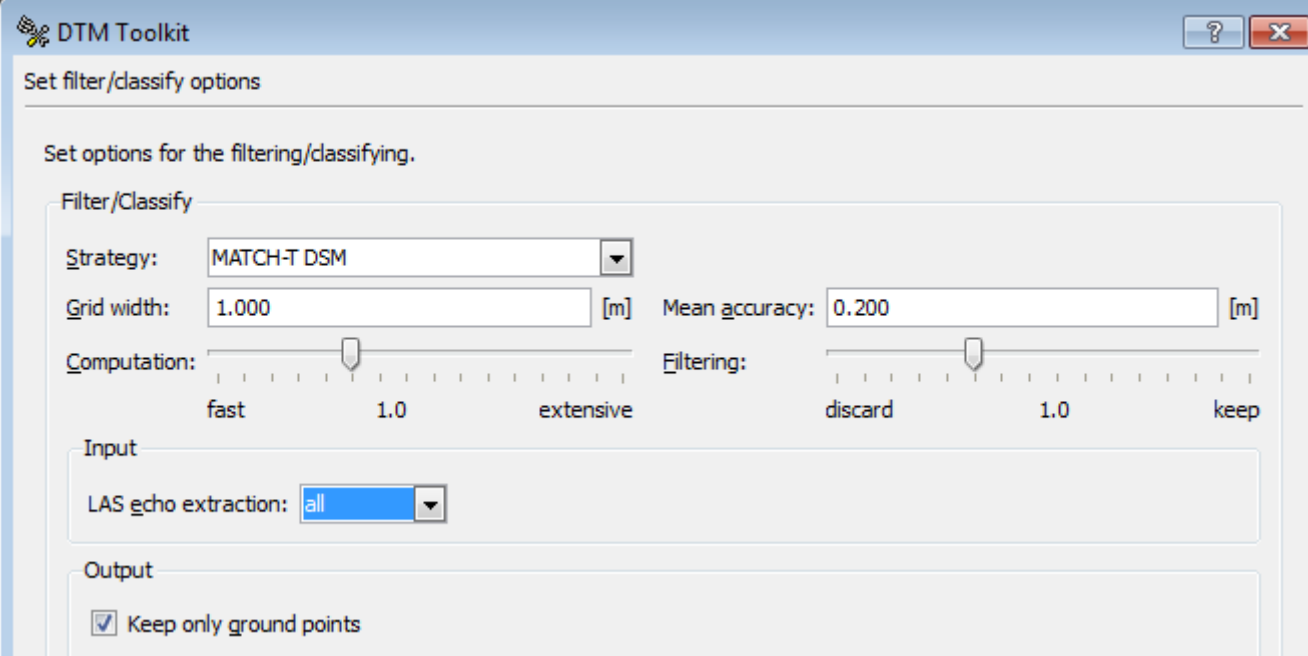 DTM Toolkit
Set filter/classify options
Set options for the filtering/classifying.
Filter/Classify
Strategy: MATCH-T DSM
Grid width: 1.000 [m] Mean accuracy: 0.200 [m]
Computation: Filtering:
fast 1.0 extensive discard 1.0 keep
Input
LAS echo extraction: all
Output
Keep only ground points